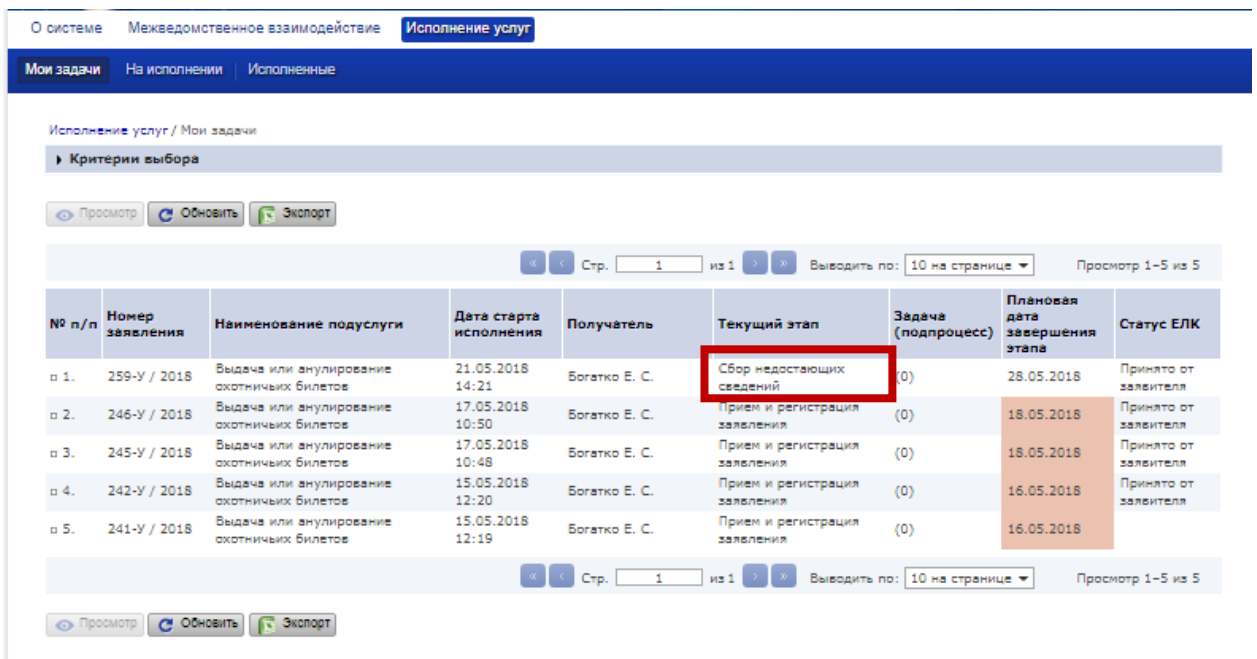 О системе Межведомственное взаимодействие Исполнение услуг
Мои задачи На исполнении Исполненные
Исполнение услуг / Мои задачи
Критерии выбора
Просмотр Обновить Экспорт
« ‹ Стр. 1 из 1 › » Выводить по: 10 на странице Просмотр 1–5 из 5
№ п/п Номер заявления Наименование подуслуги Дата старта исполнения Получатель Текущий этап Задача (подпроцесс) Плановая дата завершения этапа Статус ЕЛК
1. 259-У / 2018 Выдача или анулирование охотничьих билетов 21.05.2018 14:21 Богатко Е. С. Сбор недостающих сведений (0) 28.05.2018 Принято от заявителя
2. 246-У / 2018 Выдача или анулирование охотничьих билетов 17.05.2018 10:50 Богатко Е. С. Прием и регистрация заявления (0) 18.05.2018 Принято от заявителя
3. 245-У / 2018 Выдача или анулирование охотничьих билетов 17.05.2018 10:48 Богатко Е. С. Прием и регистрация заявления (0) 18.05.2018 Принято от заявителя
4. 242-У / 2018 Выдача или анулирование охотничьих билетов 15.05.2018 12:20 Богатко Е. С. Прием и регистрация заявления (0) 16.05.2018 Принято от заявителя
5. 241-У / 2018 Выдача или анулирование охотничьих билетов 15.05.2018 12:19 Богатко Е. С. Прием и регистрация заявления (0) 16.05.2018
« ‹ Стр. 1 из 1 › » Выводить по: 10 на странице Просмотр 1–5 из 5
Просмотр Обновить Экспорт